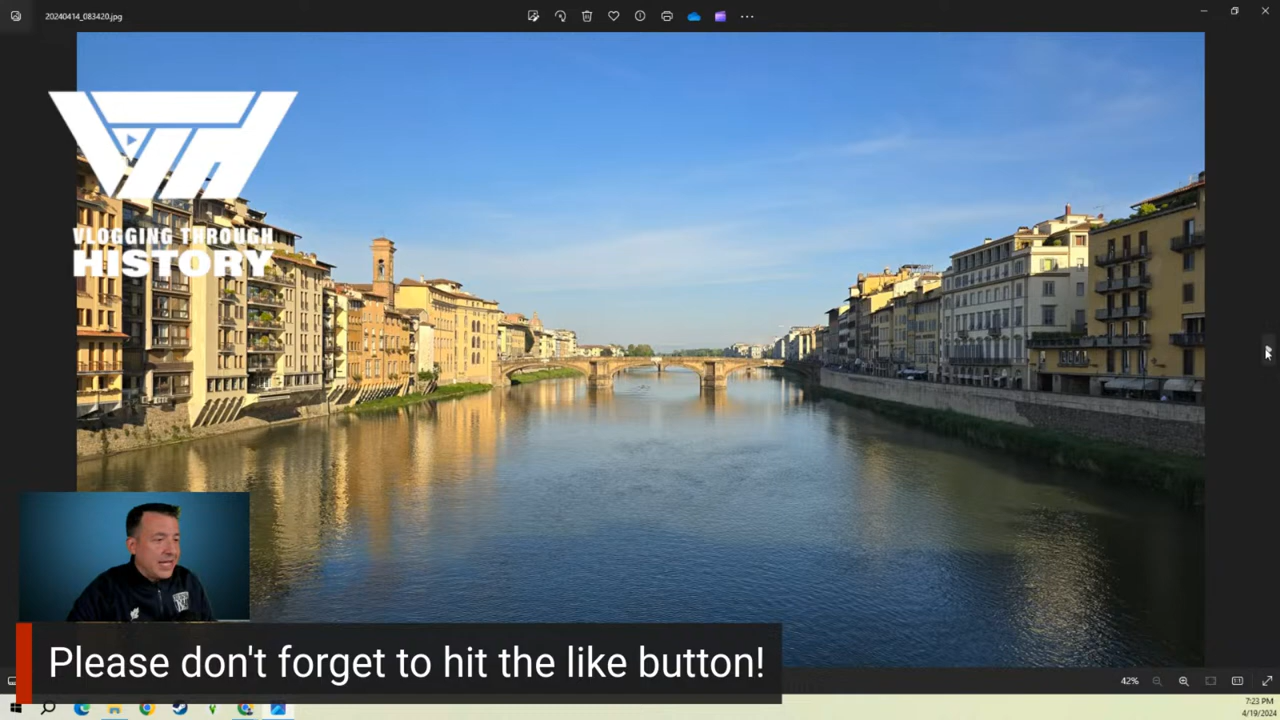 20240414_083420.jpg
VTH
VLOGGING THROUGH
HISTORY
Please don't forget to hit the like button!
42%
7:23 PM
4/19/2024